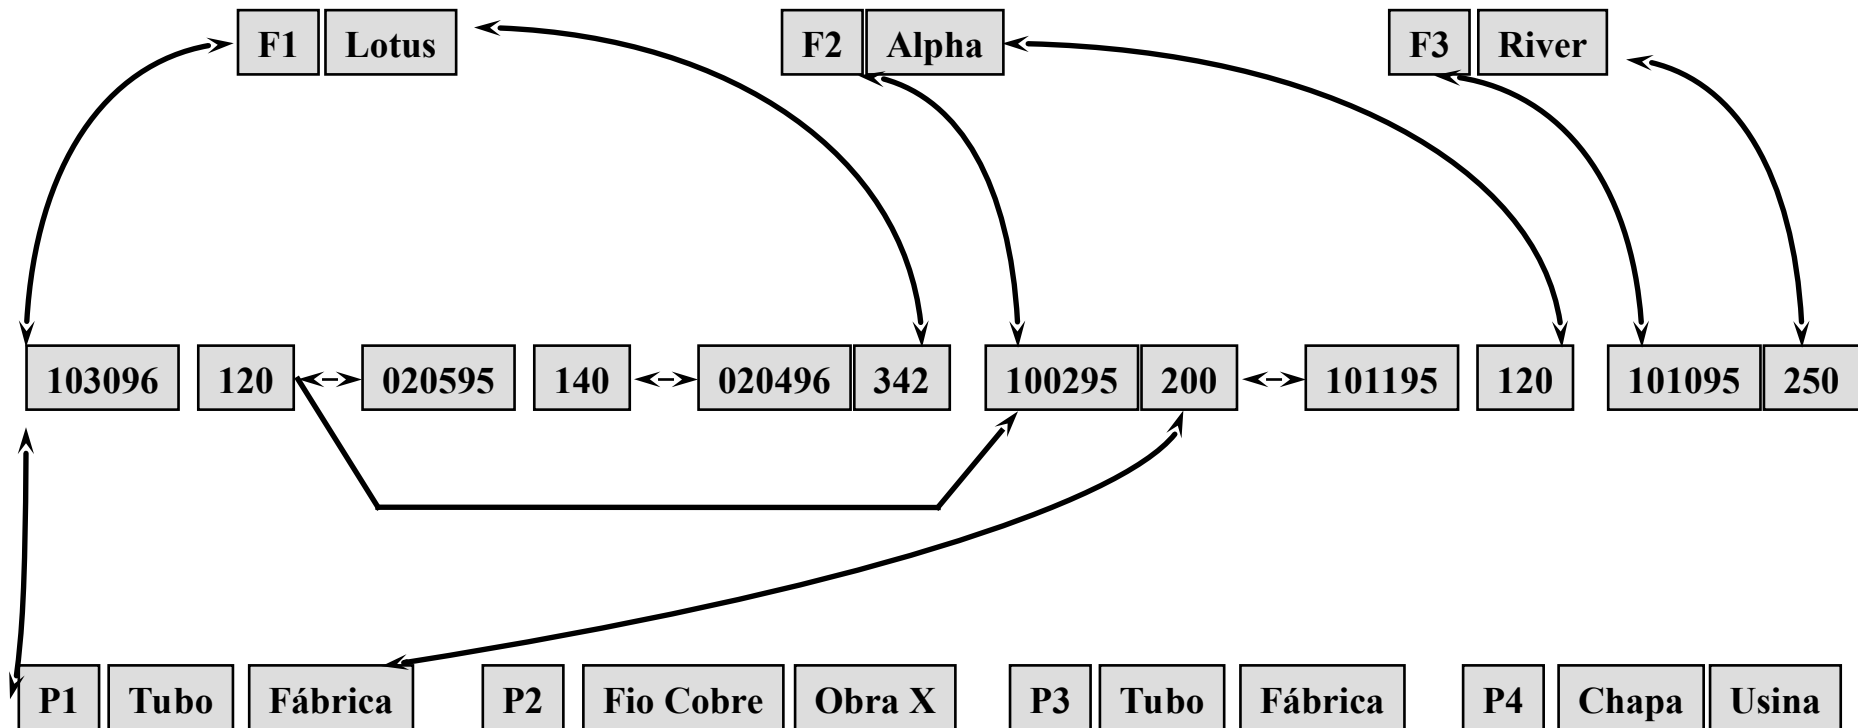 F1 Lotus F2 Alpha F3 River
103096 120 020595 140 020496 342 100295 200 101195 120 101095 250
P1 Tubo Fábrica P2 Fio Cobre Obra X P3 Tubo Fábrica P4 Chapa Usina